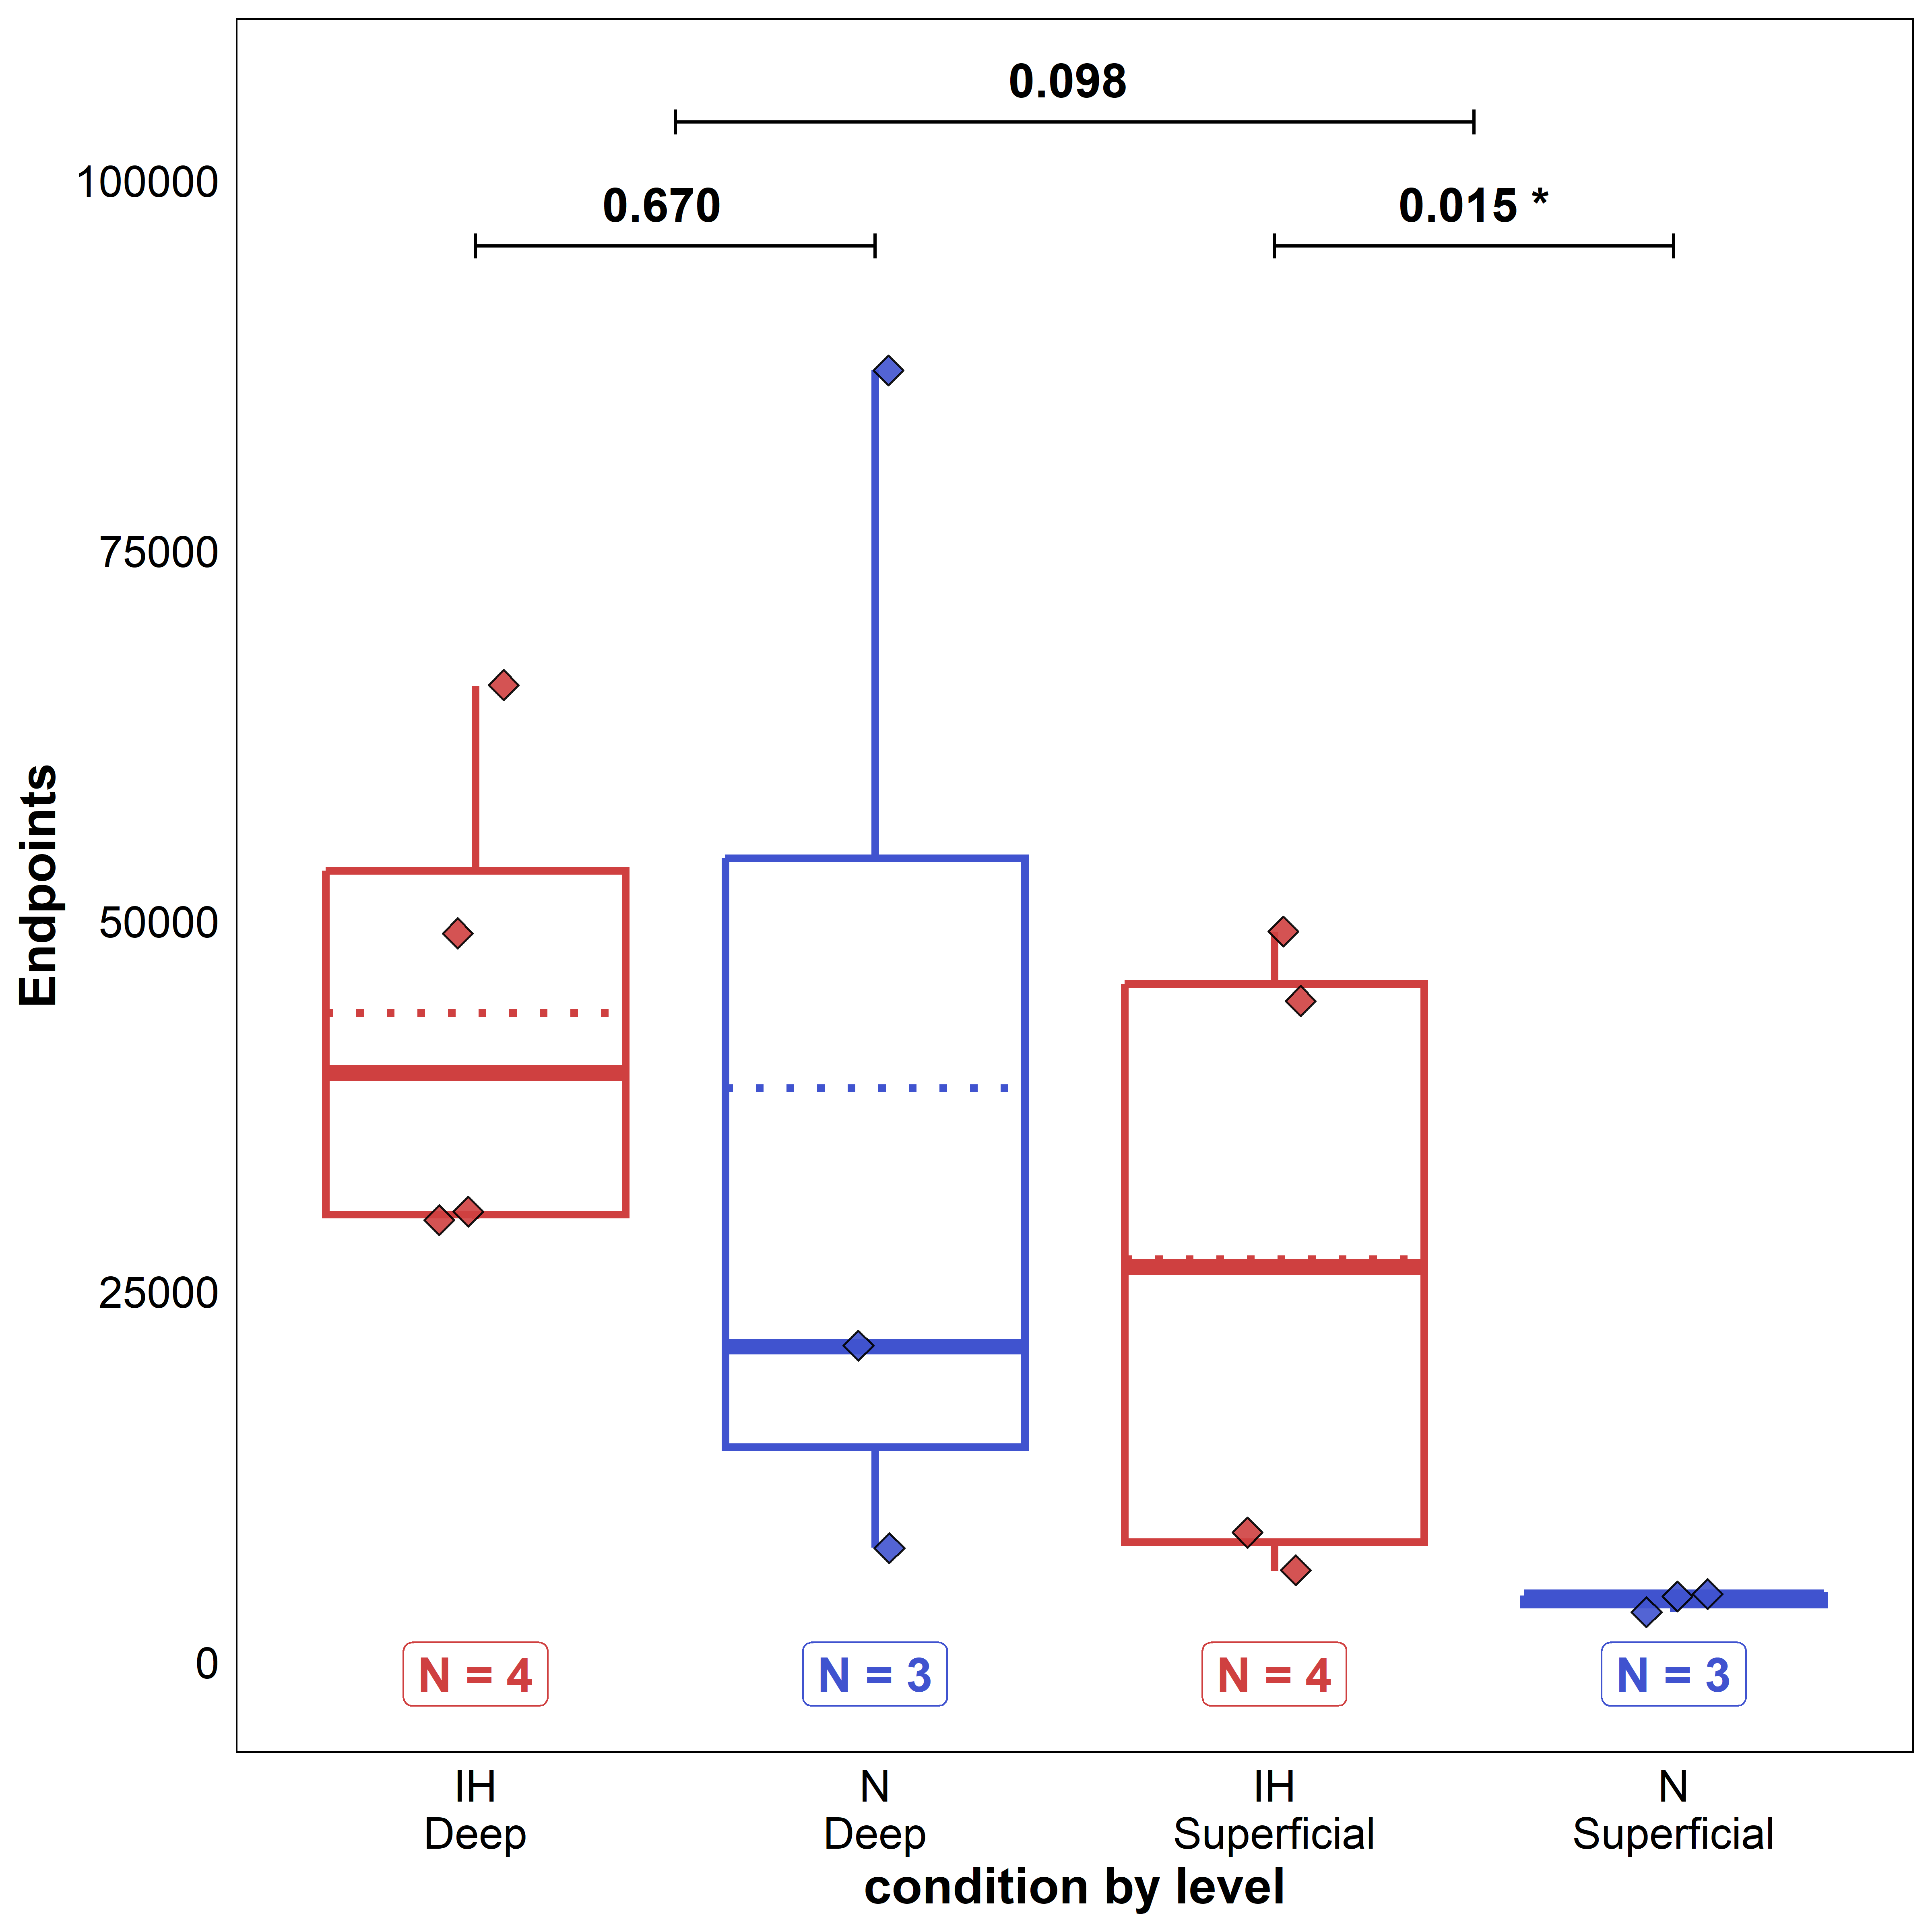 0.098
0.670
0.015 *
100000
75000
50000
25000
0
Endpoints
N = 4
N = 3
N = 4
N = 3
IH
Deep
N
Deep
IH
Superficial
N
Superficial
condition by level